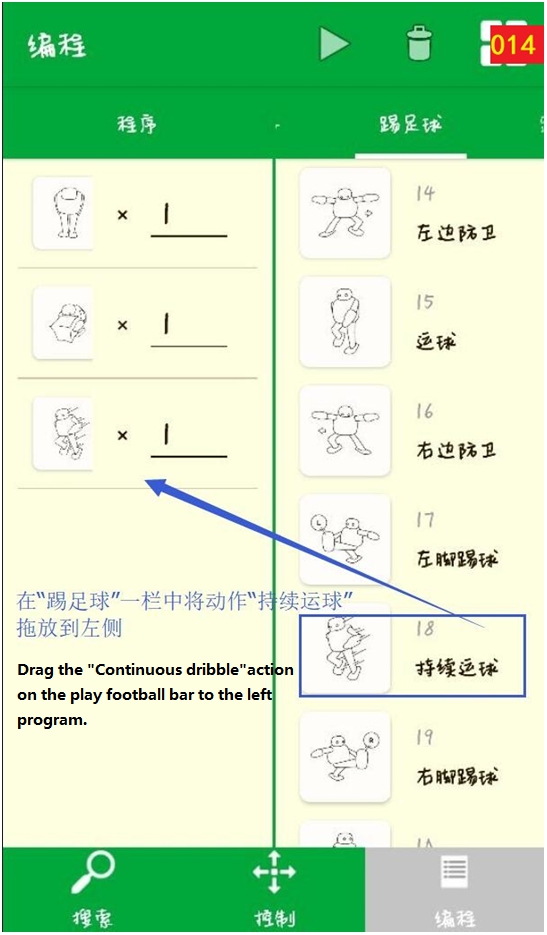 编程
014
程序
踢足球
× 1
14
左边防卫
× 1
15
运球
× 1
16
右边防卫
17
左脚踢球
在“踢足球”一栏中将动作“持续运球”
拖放到左侧
Drag the "Continuous dribble"action
on the play football bar to the left
program.
18
持续运球
19
右脚踢球
搜索
控制
编程